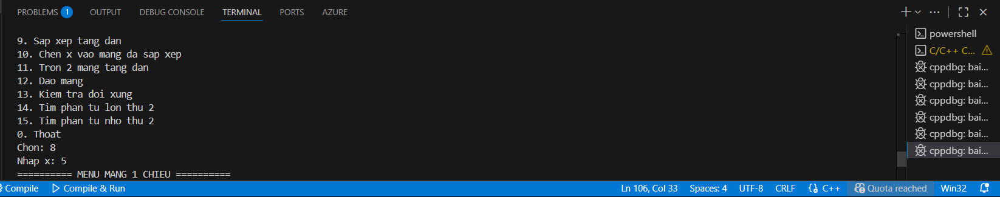 PROBLEMS 1 OUTPUT DEBUG CONSOLE TERMINAL PORTS AZURE
9. Sap xep tang dan
10. Chen x vao mang da sap xep
11. Tron 2 mang tang dan
12. Dao mang
13. Kiem tra doi xung
14. Tim phan tu lon thu 2
15. Tim phan tu nho thu 2
0. Thoat
Chon: 8
Nhap x: 5
========== MENU MANG 1 CHIEU ==========
powershell
C/C++ C...
cppdbg: bai...
cppdbg: bai...
cppdbg: bai...
cppdbg: bai...
cppdbg: bai...
cppdbg: bai...
Compile Compile & Run Ln 106, Col 33 Spaces: 4 UTF-8 CRLF {} C++ Quota reached Win32